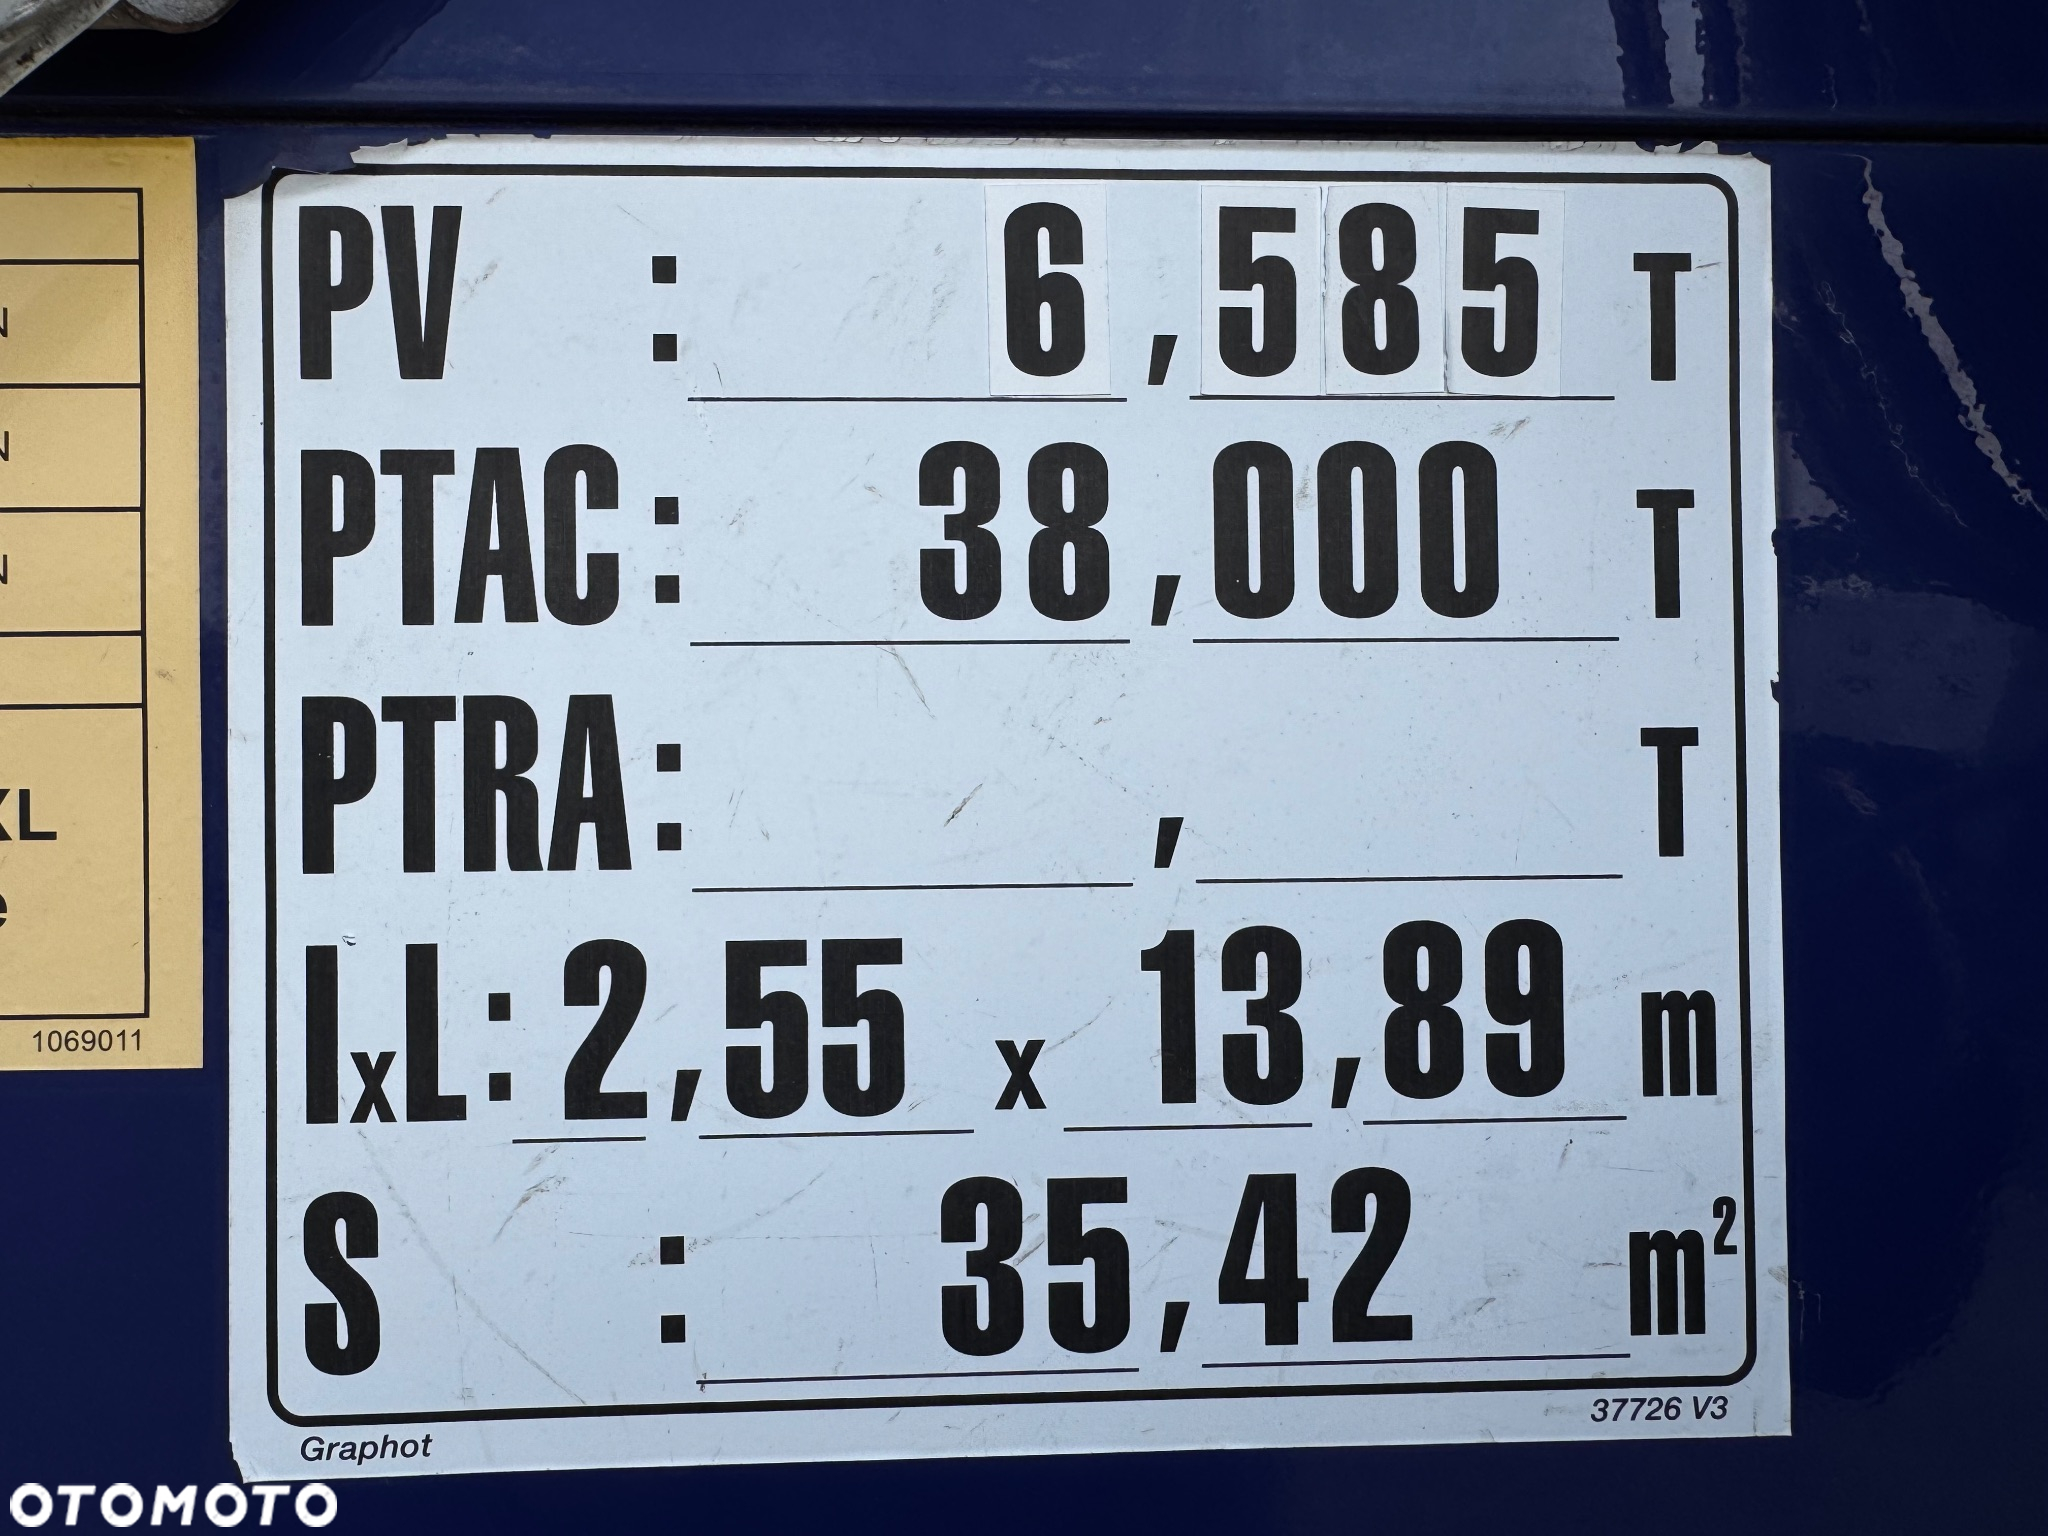 PV : 6,585 T
PTAC : 38,000 T
PTRA : , T
lxL : 2,55 x 13,89 m
S : 35,42 m²
Graphot
37726 V3
N
N
N
XL
e
1069011
OTOMOTO